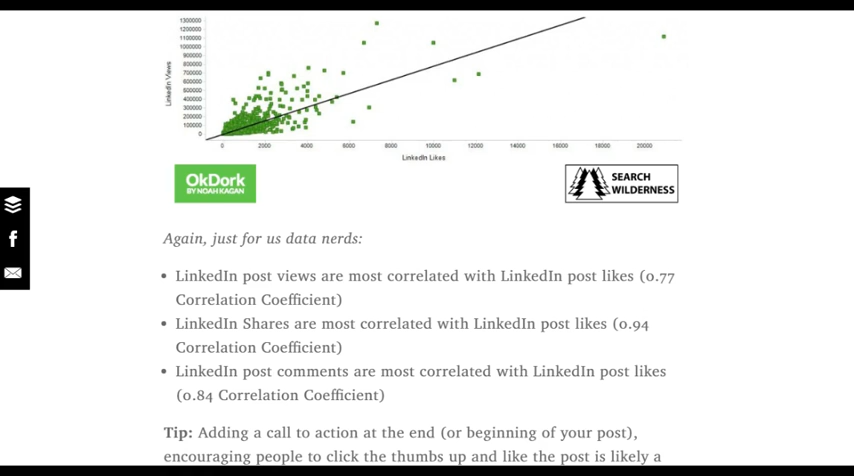 1300000
1200000
1100000
1000000
900000
800000
700000
600000
500000
400000
300000
200000
100000
0
LinkedIn Views
0 2000 4000 6000 8000 10000 12000 14000 16000 18000 20000
LinkedIn Likes
OkDork
BY NOAH KAGAN
SEARCH
WILDERNESS
f
Again, just for us data nerds:
• LinkedIn post views are most correlated with LinkedIn post likes (0.77
Correlation Coefficient)
• LinkedIn Shares are most correlated with LinkedIn post likes (0.94
Correlation Coefficient)
• LinkedIn post comments are most correlated with LinkedIn post likes
(0.84 Correlation Coefficient)
Tip: Adding a call to action at the end (or beginning of your post),
encouraging people to click the thumbs up and like the post is likely a